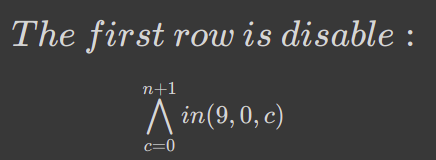 The first row is disable :
n+1
⋀ in(9, 0, c)
c=0